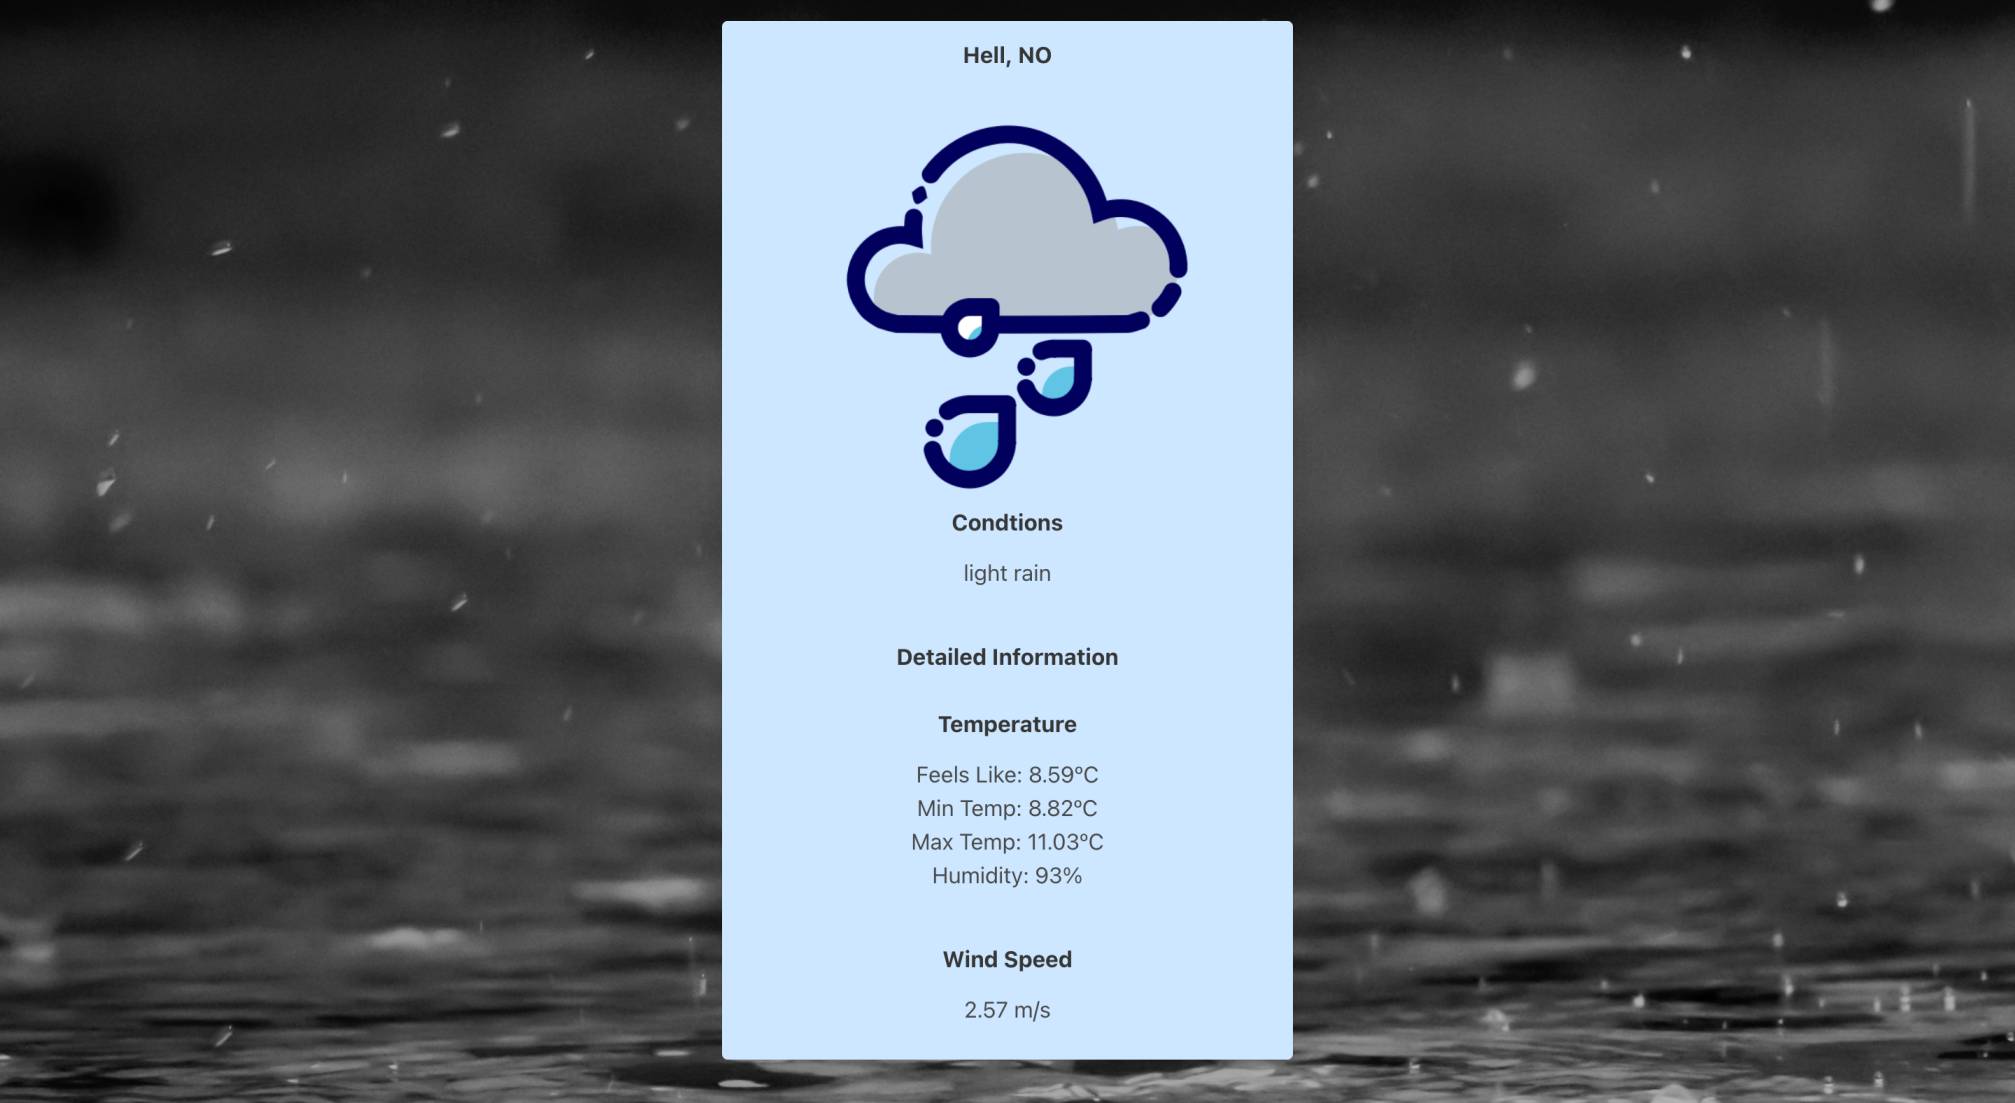 Hell, NO
Condtions
light rain
Detailed Information
Temperature
Feels Like: 8.59°C
Min Temp: 8.82°C
Max Temp: 11.03°C
Humidity: 93%
Wind Speed
2.57 m/s